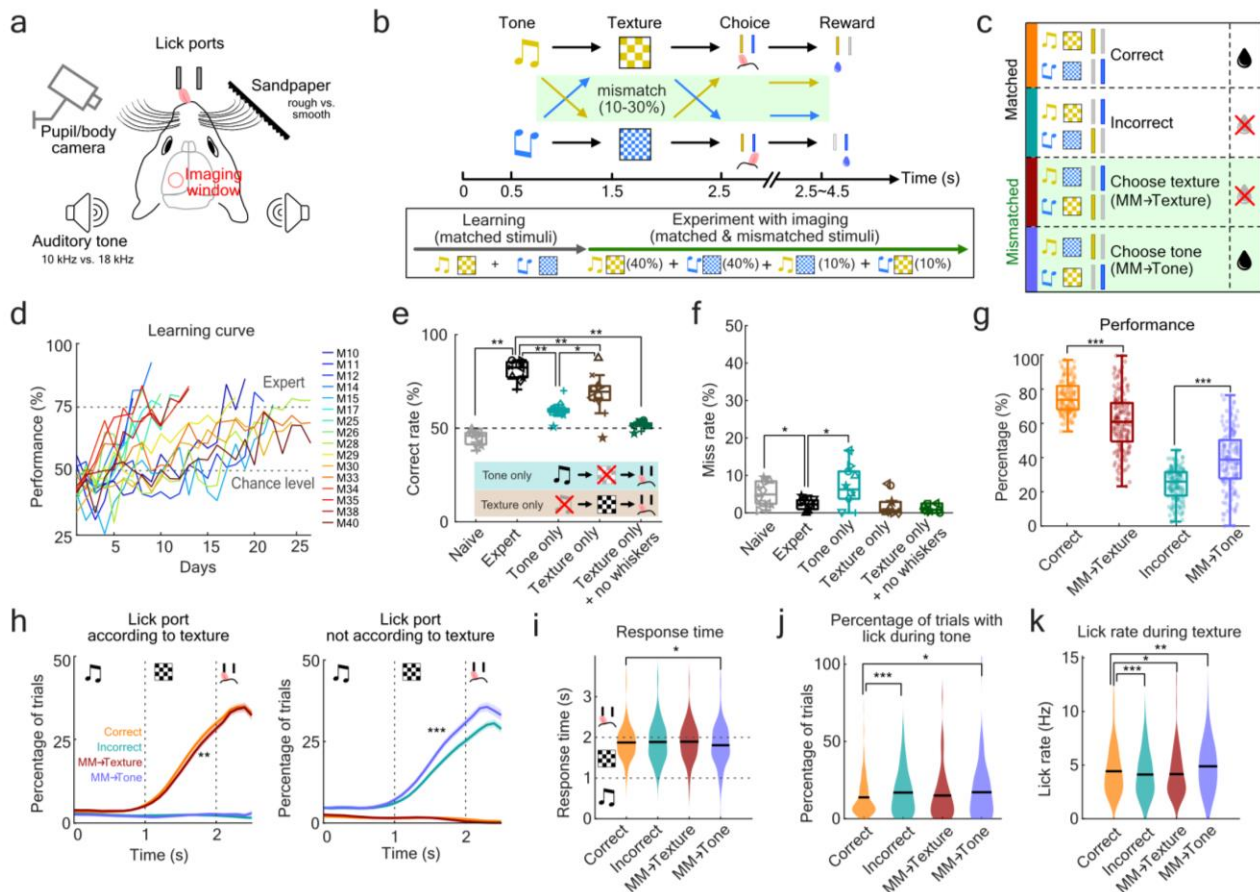 a
Lick ports
Sandpaper
rough vs.
smooth
Pupil/body
camera
Imaging
window
Auditory tone
10 kHz vs. 18 kHz
b
Tone
Texture
Choice
Reward
mismatch
(10-30%)
0
0.5
1.5
2.5
2.5~4.5
Time (s)
Learning
(matched stimuli)
Experiment with imaging
(matched & mismatched stimuli)
+
(40%) + (40%) + (10%) + (10%)
c
Matched
Correct
Incorrect
Mismatched
Choose texture
(MM→Texture)
Choose tone
(MM→Tone)
d
Learning curve
Performance (%)
100
75
50
25
Expert
Chance level
5 10 15 20 25
Days
M10
M11
M12
M14
M15
M17
M25
M26
M28
M29
M30
M33
M34
M35
M38
M40
e
Correct rate (%)
100
50
0
** ** ** * **
Tone only
Texture only
Naïve
Expert
Tone only
Texture only
Texture only
+ no whiskers
f
Miss rate (%)
50
40
30
20
10
0
* *
Naïve
Expert
Tone only
Texture only
Texture only
+ no whiskers
g
Performance
Percentage (%)
100
80
60
40
20
0
*** ***
Correct
MM→Texture
Incorrect
MM→Tone
h
Lick port
according to texture
Percentage of trials
50
25
0
Correct
Incorrect
MM→Texture
MM→Tone
**
0 1 2
Time (s)
Lick port
not according to texture
Percentage of trials
50
25
0
***
0 1 2
Time (s)
i
Response time
Response time (s)
3
2
1
0
*
Correct
Incorrect
MM→Texture
MM→Tone
j
Percentage of trials with
lick during tone
Percentage of trials
100
80
60
40
20
0
*
***
Correct
Incorrect
MM→Texture
MM→Tone
k
Lick rate during texture
Lick rate (Hz)
15
10
5
0
**
*
***
Correct
Incorrect
MM→Texture
MM→Tone